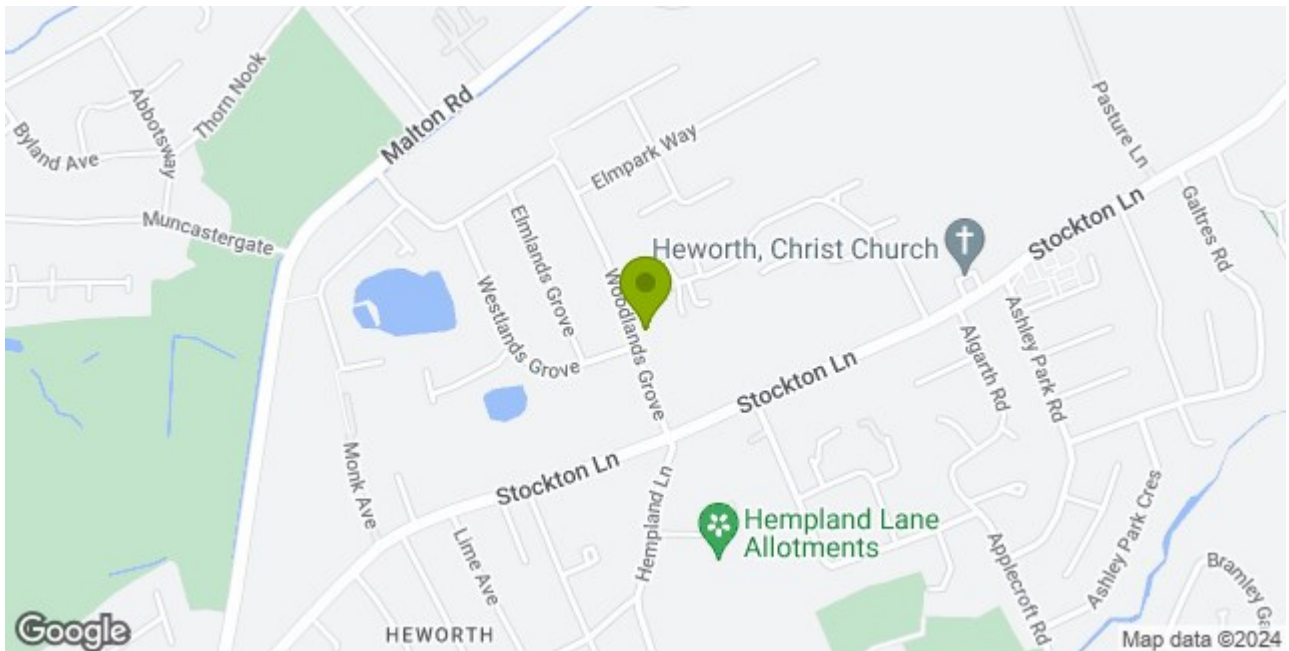 Byland Ave
Abbotsway
Thorn Nook
Malton Rd
Muncastergate
Elmpark Way
Elmlands Grove
Woodlands Grove
Westlands Grove
Heworth, Christ Church
Pasture Ln
Stockton Ln
Galtres Rd
Ashley Park Rd
Algarth Rd
Stockton Ln
Stockton Ln
Monk Ave
Lime Ave
Hempland Ln
Hempland Lane
Allotments
Applecroft Rd
Ashley Park Cres
Bramley Ga
HEWORTH
Google
Map data ©2024